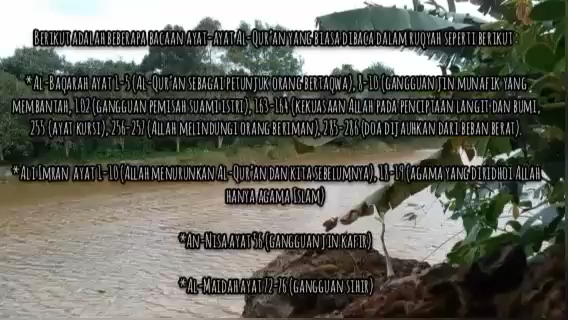 Berikut adalah beberapa bacaan ayat-ayat Al-Qur'an yang biasa dibaca dalam ruqyah seperti berikut :
*Al-Baqarah ayat 1-5 (Al-Qur'an sebagai petunjuk orang bertaqwa), 8-10 (gangguan jin munafik yang
membantah, 102 (gangguan pemisah suami istri), 163-164 (kekuasaan Allah pada penciptaan langit dan bumi,
255 (ayat kursi), 256-257 (Allah melindungi orang beriman), 285-286 (doa dijauhkan dari beban berat).
*Ali Imran ayat 1-10 (Allah menurunkan Al-Qur'an dan kita sebelumnya), 18-19 (agama yang diridhoi Allah
hanya agama Islam)
*An-Nisa ayat 56 (gangguan jin kafir)
*Al-Maidah ayat 72-76 (gangguan sihir)